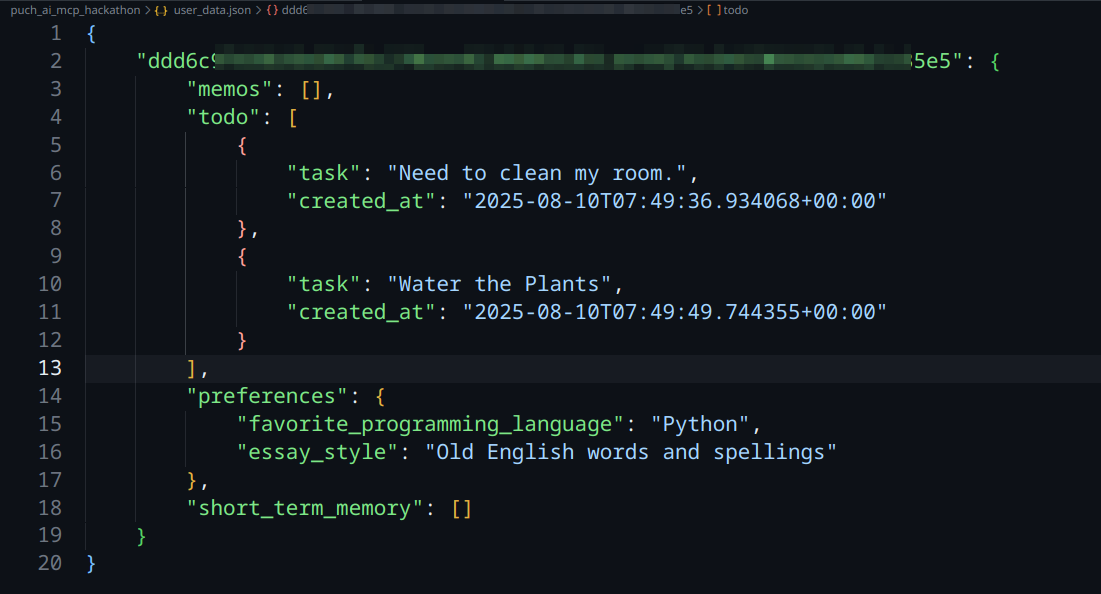 puch_ai_mcp_hackathon > {} user_data.json > {} ddd6 e5 > [ ] todo
1 {
2 "ddd6c9 5e5": {
3 "memos": [],
4 "todo": [
5 {
6 "task": "Need to clean my room.",
7 "created_at": "2025-08-10T07:49:36.934068+00:00"
8 },
9 {
10 "task": "Water the Plants",
11 "created_at": "2025-08-10T07:49:49.744355+00:00"
12 }
13 ],
14 "preferences": {
15 "favorite_programming_language": "Python",
16 "essay_style": "Old English words and spellings"
17 },
18 "short_term_memory": []
19 }
20 }